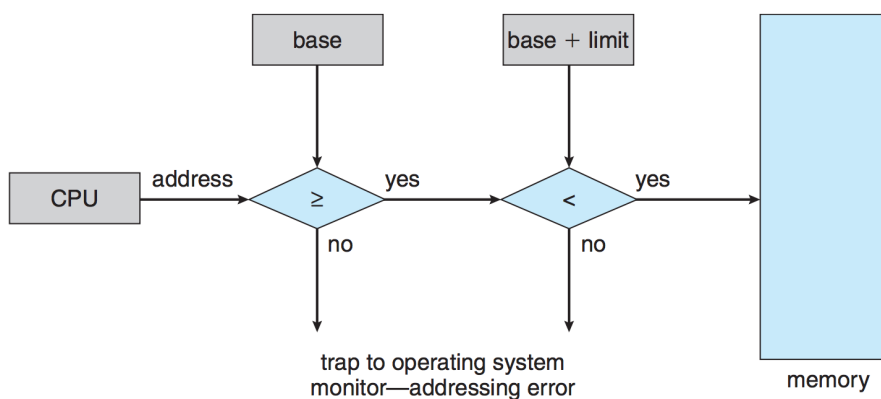 base
base + limit
CPU
address
≥
yes
<
yes
no
no
trap to operating system
monitor—addressing error
memory